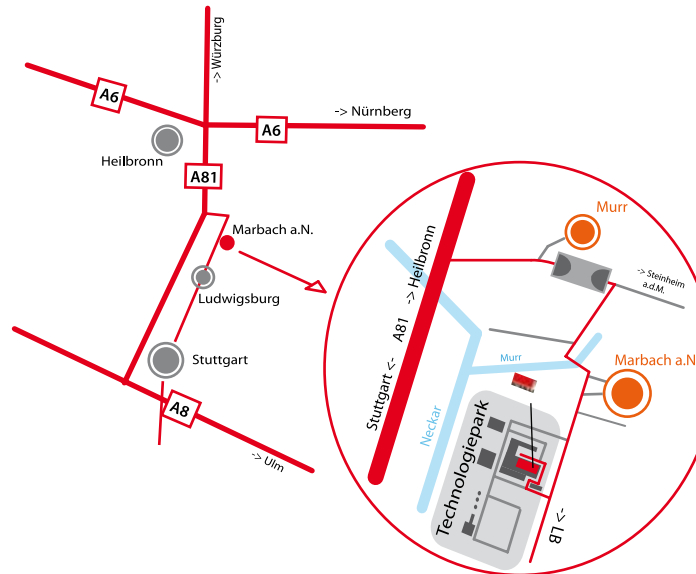 -> Würzburg
A6
-> Nürnberg
A6
Heilbronn
A81
Marbach a.N.
Ludwigsburg
Stuttgart
A8
-> Ulm
Murr
-> Steinheim
a.d.M.
Stuttgart <- A81 -> Heilbronn
Murr
Marbach a.N
Neckar
Technologiepark
-> LB